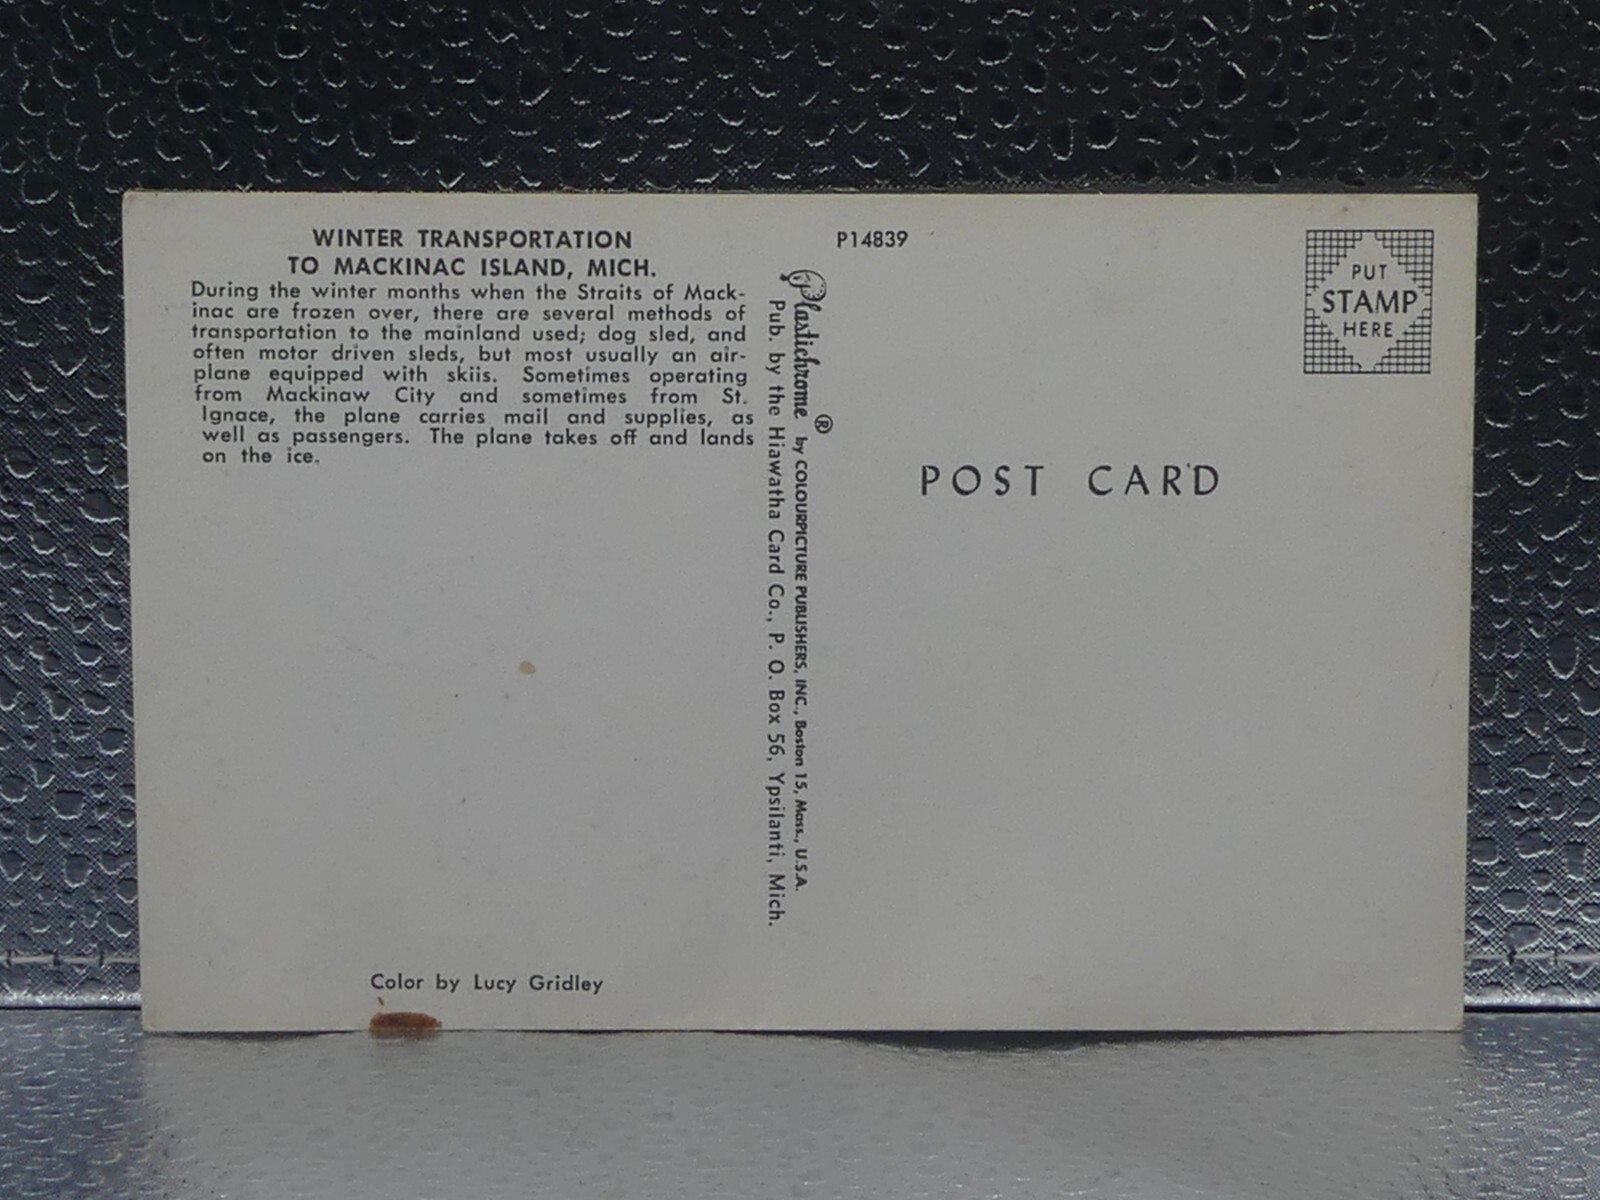 WINTER TRANSPORTATION
TO MACKINAC ISLAND, MICH.
During the winter months when the Straits of Mack-
inac are frozen over, there are several methods of
transportation to the mainland used; dog sled, and
often motor driven sleds, but most usually an air-
plane equipped with skiis. Sometimes operating
from Mackinaw City and sometimes from St.
Ignace, the plane carries mail and supplies, as
well as passengers. The plane takes off and lands
on the ice.
Color by Lucy Gridley
Plastichrome ® by COLOURPICTURE PUBLISHERS, INC., Boston 15, Mass., U.S.A.
Pub. by the Hiawatha Card Co., P. O. Box 56, Ypsilanti, Mich.
P14839
PUT
STAMP
HERE
POST CARD